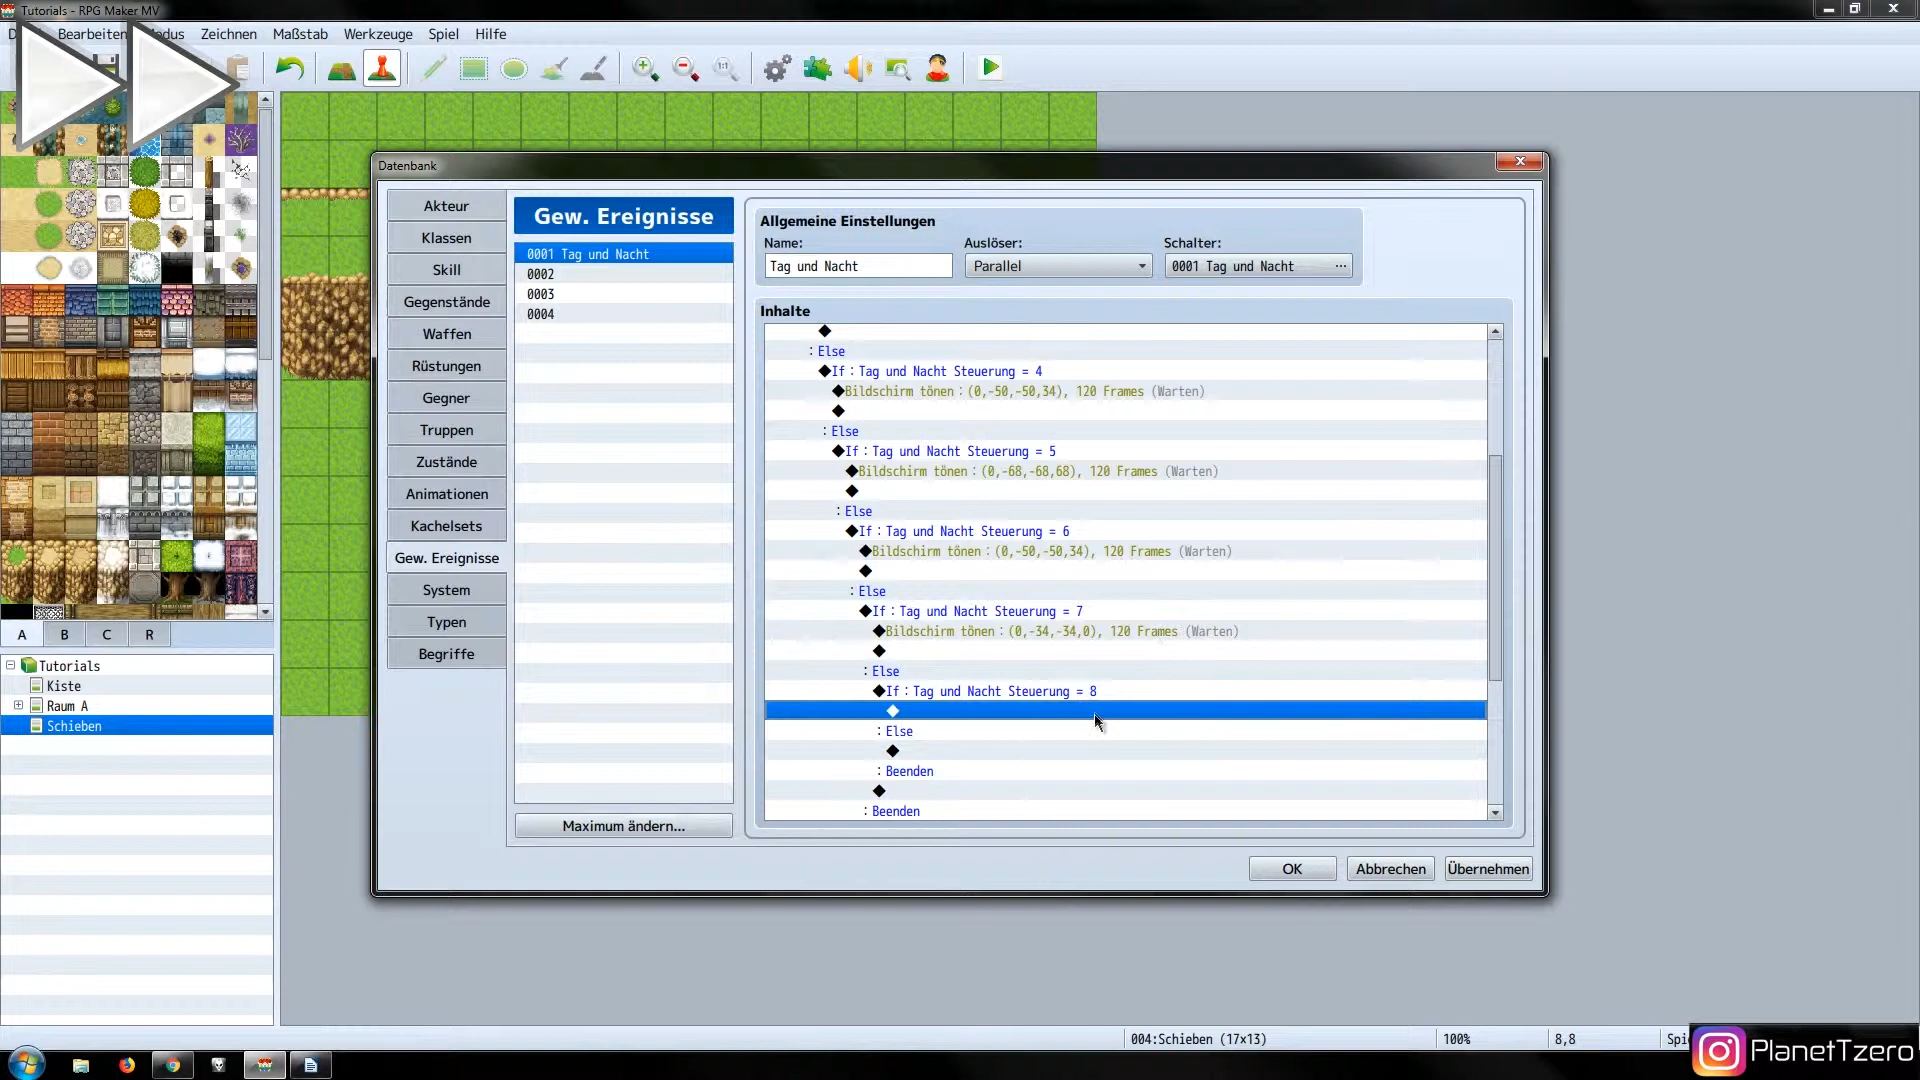 Tutorials - RPG Maker MV
Bearbeiten
Zeichnen Maßstab Werkzeuge Spiel Hilfe
1:1
Datenbank
Akteur
Klassen
Skill
Gegenstände
Waffen
Rüstungen
Gegner
Truppen
Zustände
Animationen
Kachelsets
Gew. Ereignisse
System
Typen
Begriffe
Gew. Ereignisse
0001 Tag und Nacht
0002
0003
0004
Maximum ändern...
Allgemeine Einstellungen
Name: Auslöser: Schalter:
Tag und Nacht Parallel 0001 Tag und Nacht ...
Inhalte
◆
: Else
◆If : Tag und Nacht Steuerung = 4
◆Bildschirm tönen : (0,-50,-50,34), 120 Frames (Warten)
◆
: Else
◆If : Tag und Nacht Steuerung = 5
◆Bildschirm tönen : (0,-68,-68,68), 120 Frames (Warten)
◆
: Else
◆If : Tag und Nacht Steuerung = 6
◆Bildschirm tönen : (0,-50,-50,34), 120 Frames (Warten)
◆
: Else
◆If : Tag und Nacht Steuerung = 7
◆Bildschirm tönen : (0,-34,-34,0), 120 Frames (Warten)
◆
: Else
◆If : Tag und Nacht Steuerung = 8
◆
: Else
◆
: Beenden
◆
: Beenden
OK Abbrechen Übernehmen
A B C R
Tutorials
Kiste
Raum A
Schieben
004:Schieben (17x13) 100% 8,8
PlanetTzero